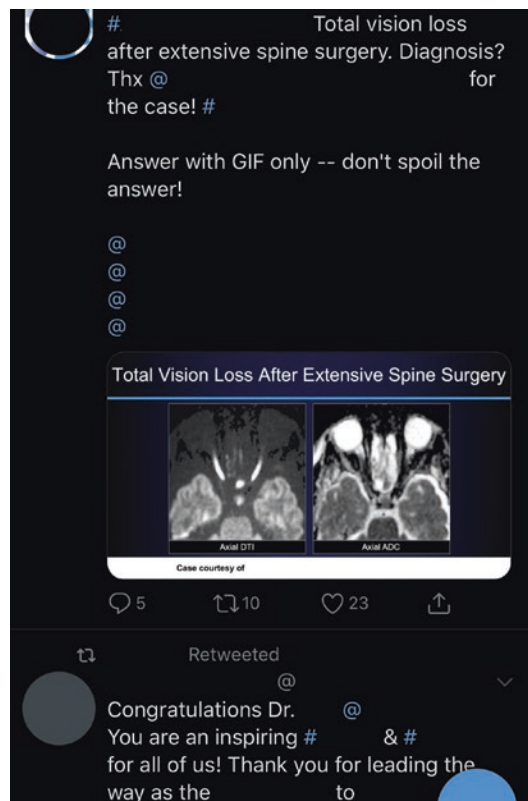 #. Total vision loss
after extensive spine surgery. Diagnosis?
Thx @ for
the case! #
Answer with GIF only -- don't spoil the
answer!
@
@
@
@
Total Vision Loss After Extensive Spine Surgery
Axial DTI
Axial ADC
Case courtesy of
5 10 23
Retweeted
@
Congratulations Dr. @
You are an inspiring # & #
for all of us! Thank you for leading the
way as the to